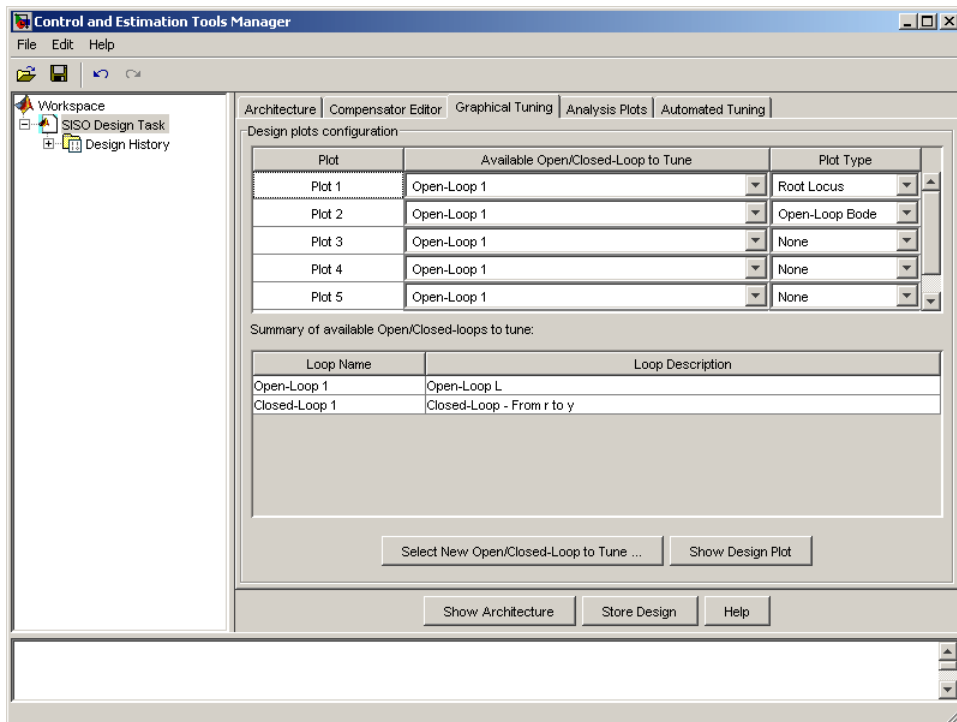 Control and Estimation Tools Manager
File Edit Help
Workspace
SISO Design Task
Design History
Architecture Compensator Editor Graphical Tuning Analysis Plots Automated Tuning
Design plots configuration
Plot Available Open/Closed-Loop to Tune Plot Type
Plot 1 Open-Loop 1 Root Locus
Plot 2 Open-Loop 1 Open-Loop Bode
Plot 3 Open-Loop 1 None
Plot 4 Open-Loop 1 None
Plot 5 Open-Loop 1 None
Summary of available Open/Closed-loops to tune:
Loop Name Loop Description
Open-Loop 1 Open-Loop L
Closed-Loop 1 Closed-Loop - From r to y
Select New Open/Closed-Loop to Tune ... Show Design Plot
Show Architecture Store Design Help